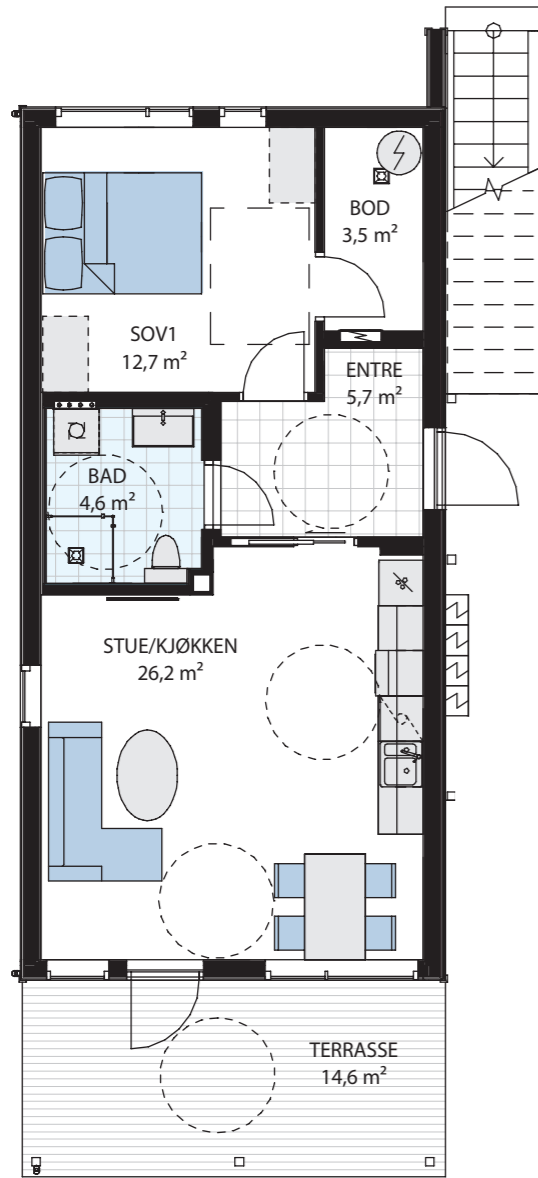 BOD
3,5 m²
SOV1
12,7 m²
ENTRE
5,7 m²
BAD
4,6 m²
STUE/KJØKKEN
26,2 m²
TERRASSE
14,6 m²